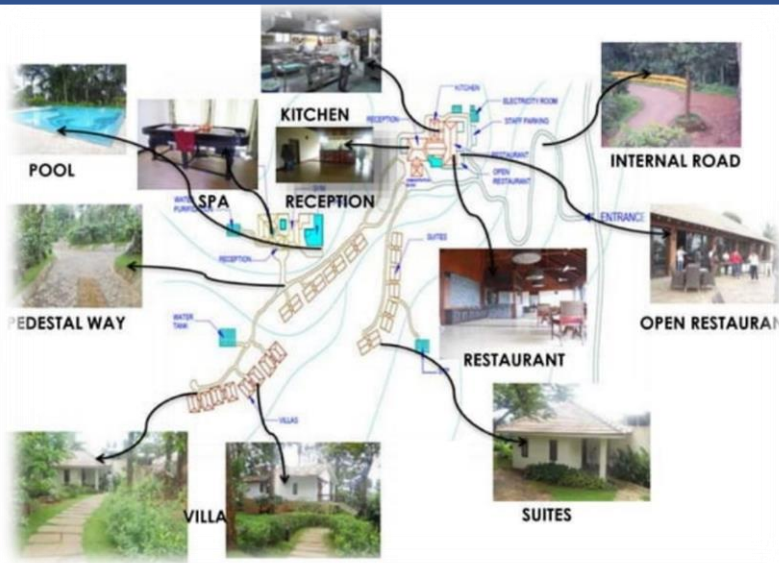 KITCHEN
KITCHEN
ELECTRICITY ROOM
RECEPTION
STAFF PARKING
INTERNAL ROAD
RESTAURANT
POOL
OPEN
RESTAURANT
SPA
RECEPTION
WATER
ENTRANCE
SUITES
RECEPTION
PEDESTAL WAY
WATER
TANK
OPEN RESTAURAN
RESTAURANT
VILLAS
VILLA
SUITES